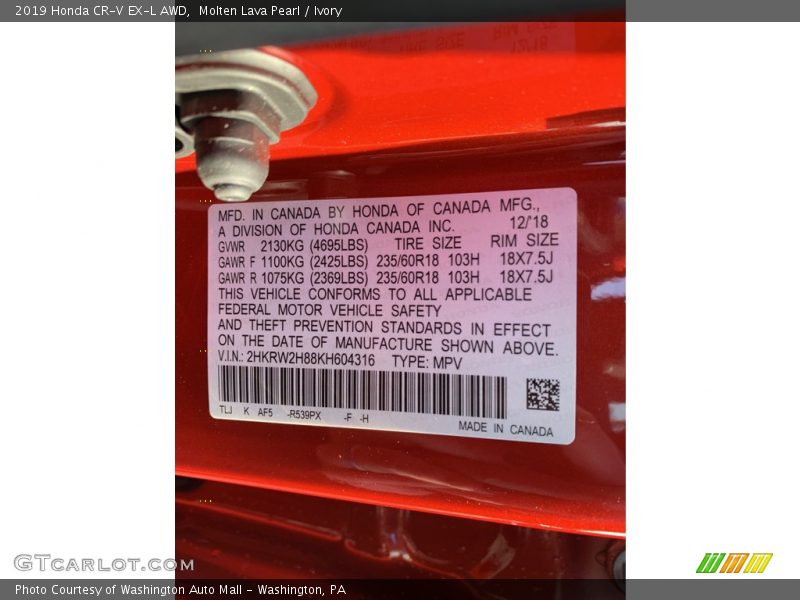 2019 Honda CR-V EX-L AWD, Molten Lava Pearl / Ivory
MFD. IN CANADA BY HONDA OF CANADA MFG.,
A DIVISION OF HONDA CANADA INC. 12/'18
GVWR 2130KG (4695LBS) TIRE SIZE RIM SIZE
GAWR F 1100KG (2425LBS) 235/60R18 103H 18X7.5J
GAWR R 1075KG (2369LBS) 235/60R18 103H 18X7.5J
THIS VEHICLE CONFORMS TO ALL APPLICABLE
FEDERAL MOTOR VEHICLE SAFETY
AND THEFT PREVENTION STANDARDS IN EFFECT
ON THE DATE OF MANUFACTURE SHOWN ABOVE.
V.I.N.: 2HKRW2H88KH604316 TYPE: MPV
TLJ K AF5 -R539PX -F -H
MADE IN CANADA
GTCarlot.com
Photo Courtesy of Washington Auto Mall - Washington, PA